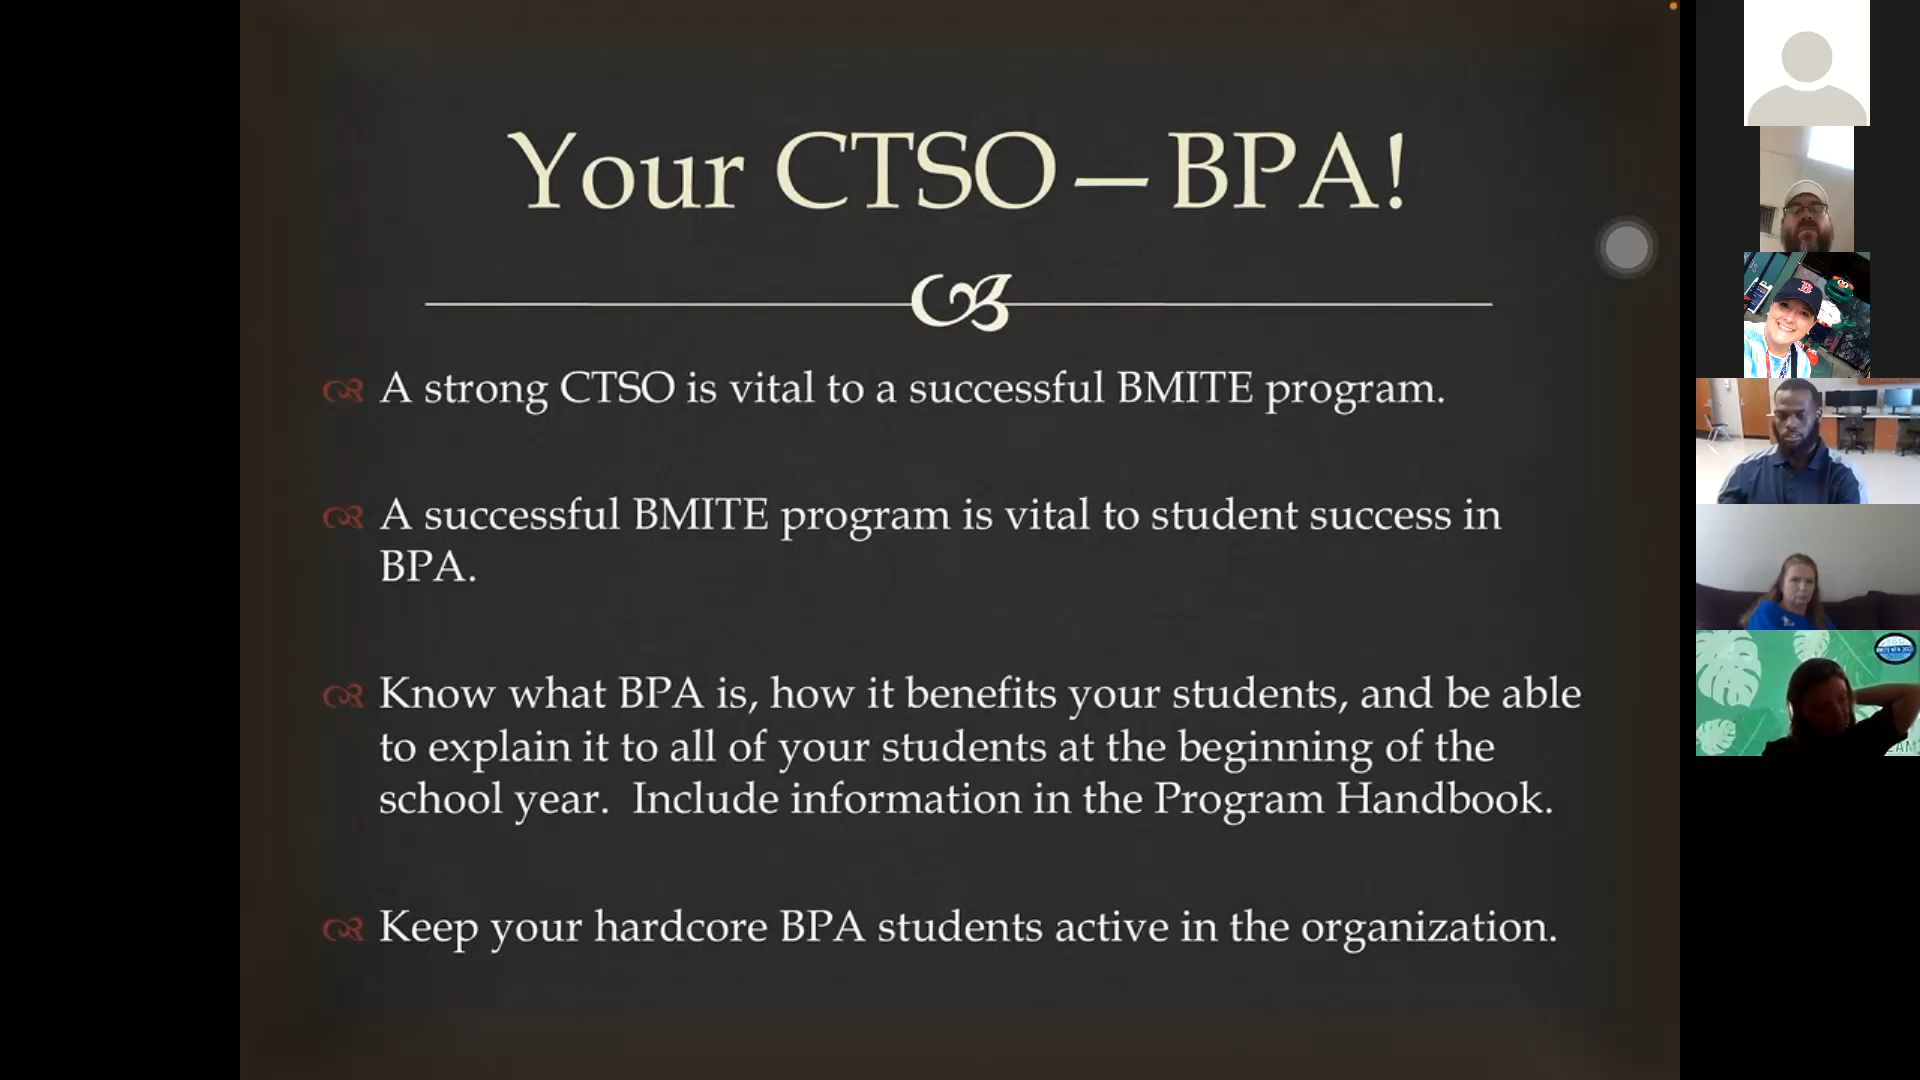 Your CTSO – BPA!
A strong CTSO is vital to a successful BMITE program.
A successful BMITE program is vital to student success in
BPA.
Know what BPA is, how it benefits your students, and be able
to explain it to all of your students at the beginning of the
school year.  Include information in the Program Handbook.
Keep your hardcore BPA students active in the organization.
B